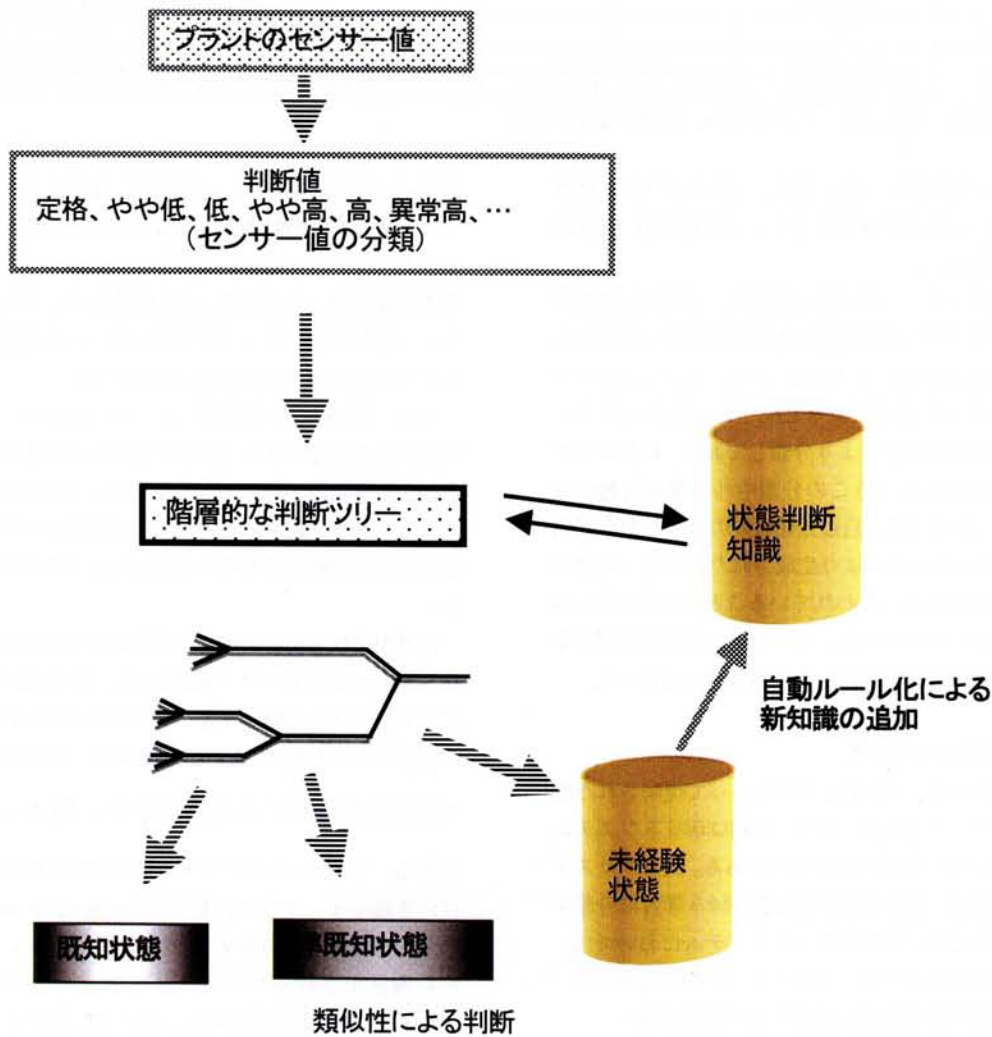 プラントのセンサー値
判断値
定格、やや低、低、やや高、高、異常高、…
(センサー値の分類)
階層的な判断ツリー
状態判断
知識
自動ルール化による
新知識の追加
未経験
状態
既知状態
既知状態
類似性による判断